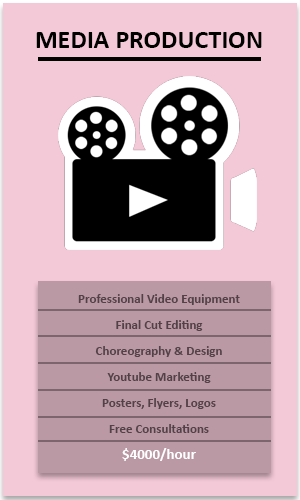 MEDIA PRODUCTION
Professional Video Equipment
Final Cut Editing
Choreography & Design
Youtube Marketing
Posters, Flyers, Logos
Free Consultations
$4000/hour